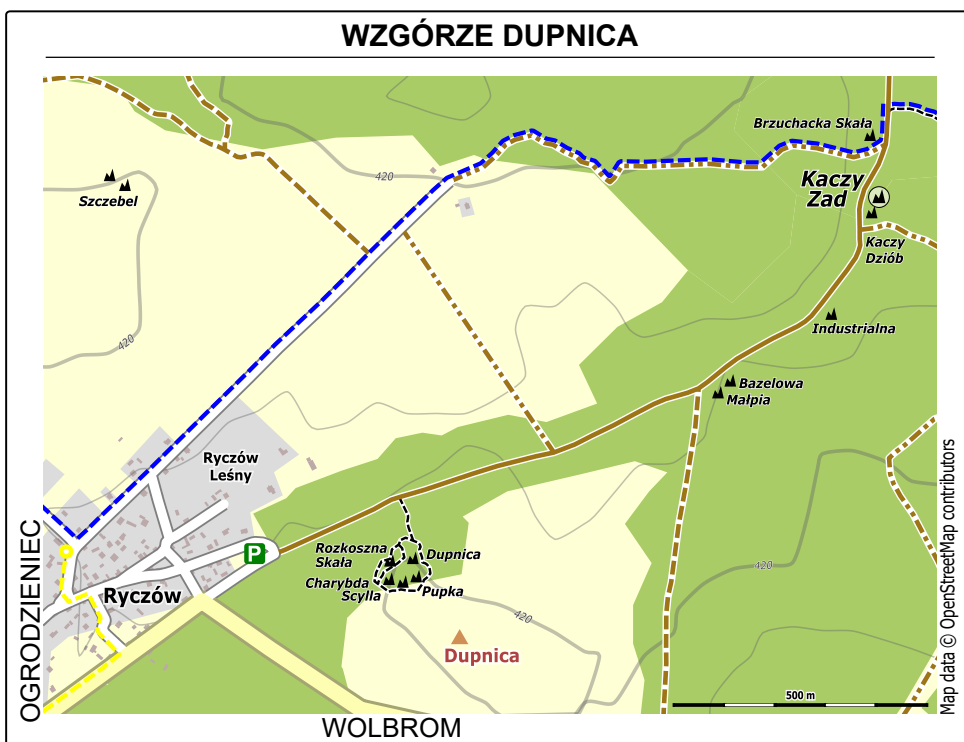 WZGÓRZE DUPNICA
Brzuchacka Skała
420
Kaczy
Zad
Szczebel
Kaczy
Dziób
420
Industrialna
Bazelowa
Małpia
Ryczów
Leśny
Rozkoszna
Skała
Dupnica
P
Charybda
Scylla
Pupka
420
Ryczów
420
Dupnica
500 m
OGRODZIENIEC
WOLBROM
Map data © OpenStreetMap contributors